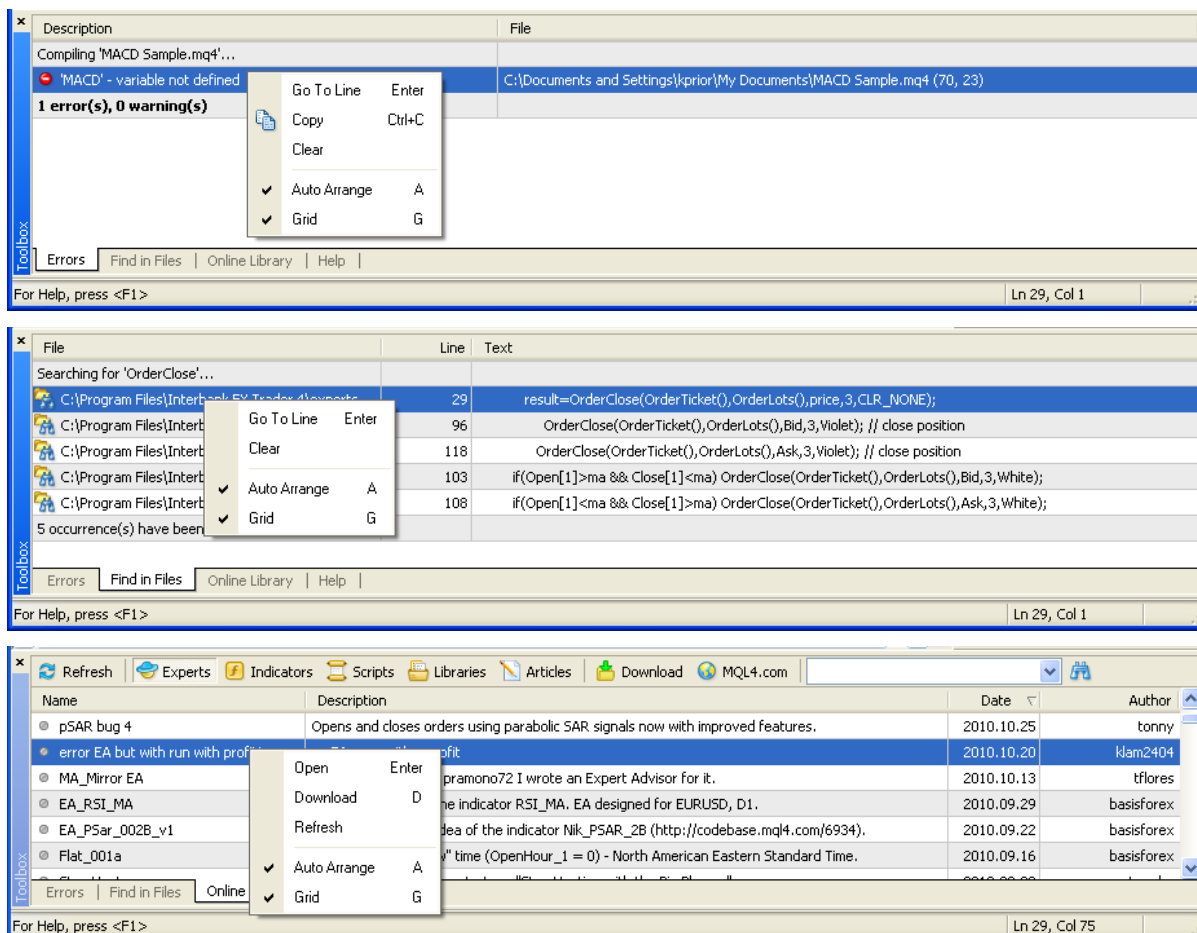 Description File
Compiling 'MACD Sample.mq4'...
'MACD' - variable not defined C:\Documents and Settings\kprior\My Documents\MACD Sample.mq4 (70, 23)
1 error(s), 0 warning(s)
Go To Line Enter
Copy Ctrl+C
Clear
Auto Arrange A
Grid G
Toolbox
Errors Find in Files | Online Library | Help |
For Help, press <F1> Ln 29, Col 1
File Line Text
Searching for 'OrderClose'...
C:\Program Files\Interbank FX Trader 4\experts 29 result=OrderClose(OrderTicket(),OrderLots(),price,3,CLR_NONE);
C:\Program Files\Interb 96 OrderClose(OrderTicket(),OrderLots(),Bid,3,Violet); // close position
C:\Program Files\Interb 118 OrderClose(OrderTicket(),OrderLots(),Ask,3,Violet); // close position
C:\Program Files\Interb 103 if(Open[1]>ma && Close[1]<ma) OrderClose(OrderTicket(),OrderLots(),Bid,3,White);
C:\Program Files\Interb 108 if(Open[1]<ma && Close[1]>ma) OrderClose(OrderTicket(),OrderLots(),Ask,3,White);
5 occurrence(s) have been
Go To Line Enter
Clear
Auto Arrange A
Grid G
Toolbox
Errors Find in Files Online Library | Help |
For Help, press <F1> Ln 29, Col 1
Refresh Experts Indicators Scripts Libraries Articles Download MQL4.com
Name Description Date Author
pSAR bug 4 Opens and closes orders using parabolic SAR signals now with improved features. 2010.10.25 tonny
error EA but with run with profit 2010.10.20 klam2404
MA_Mirror EA pramono72 I wrote an Expert Advisor for it. 2010.10.13 tflores
EA_RSI_MA he indicator RSI_MA. EA designed for EURUSD, D1. 2010.09.29 basisforex
EA_PSar_002B_v1 dea of the indicator Nik_PSAR_2B (http://codebase.mql4.com/6934). 2010.09.22 basisforex
Flat_001a time (OpenHour_1 = 0) - North American Eastern Standard Time. 2010.09.16 basisforex
Open Enter
Download D
Refresh
Auto Arrange A
Grid G
Toolbox
Errors | Find in Files Online
For Help, press <F1> Ln 29, Col 75